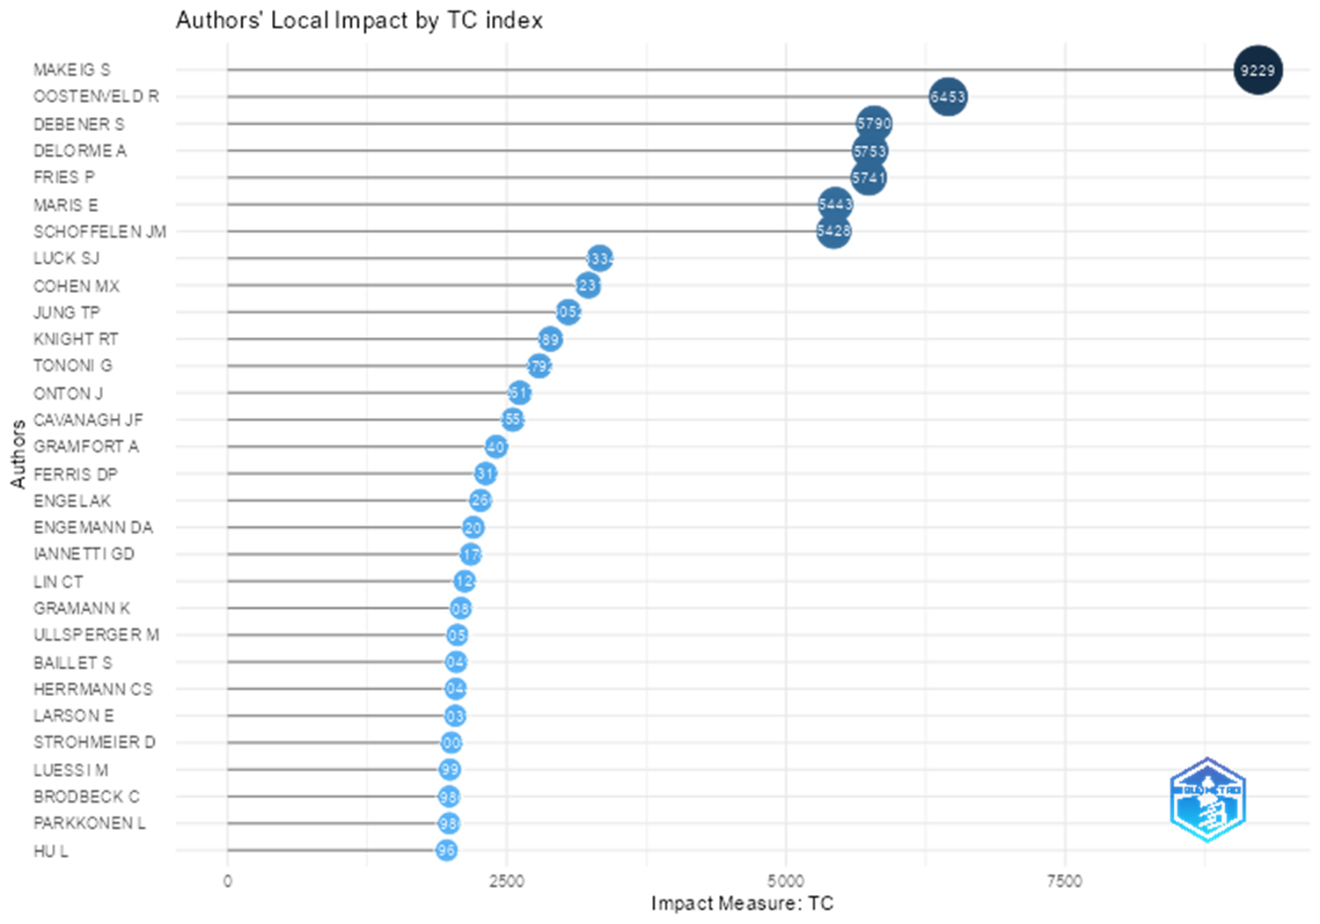 Authors' Local Impact by TC index
MAKEIG S 9229
OOSTENVELD R 6453
DEBENER S 5790
DELORME A 5753
FRIES P 5741
MARIS E 5443
SCHOFFELEN JM 5428
LUCK SJ
COHEN MX
JUNG TP
KNIGHT RT
TONONI G
ONTON J
CAVANAGH JF
GRAMFORT A
FERRIS DP
ENGEL AK
ENGEMANN DA
IANNETTI GD
LIN CT
GRAMANN K
ULLSPERGER M
BAILLET S
HERRMANN CS
LARSON E
STROHMEIER D
LUESSI M
BRODBECK C
PARKKONEN L
HU L
Authors
0 2500 5000 7500
Impact Measure: TC